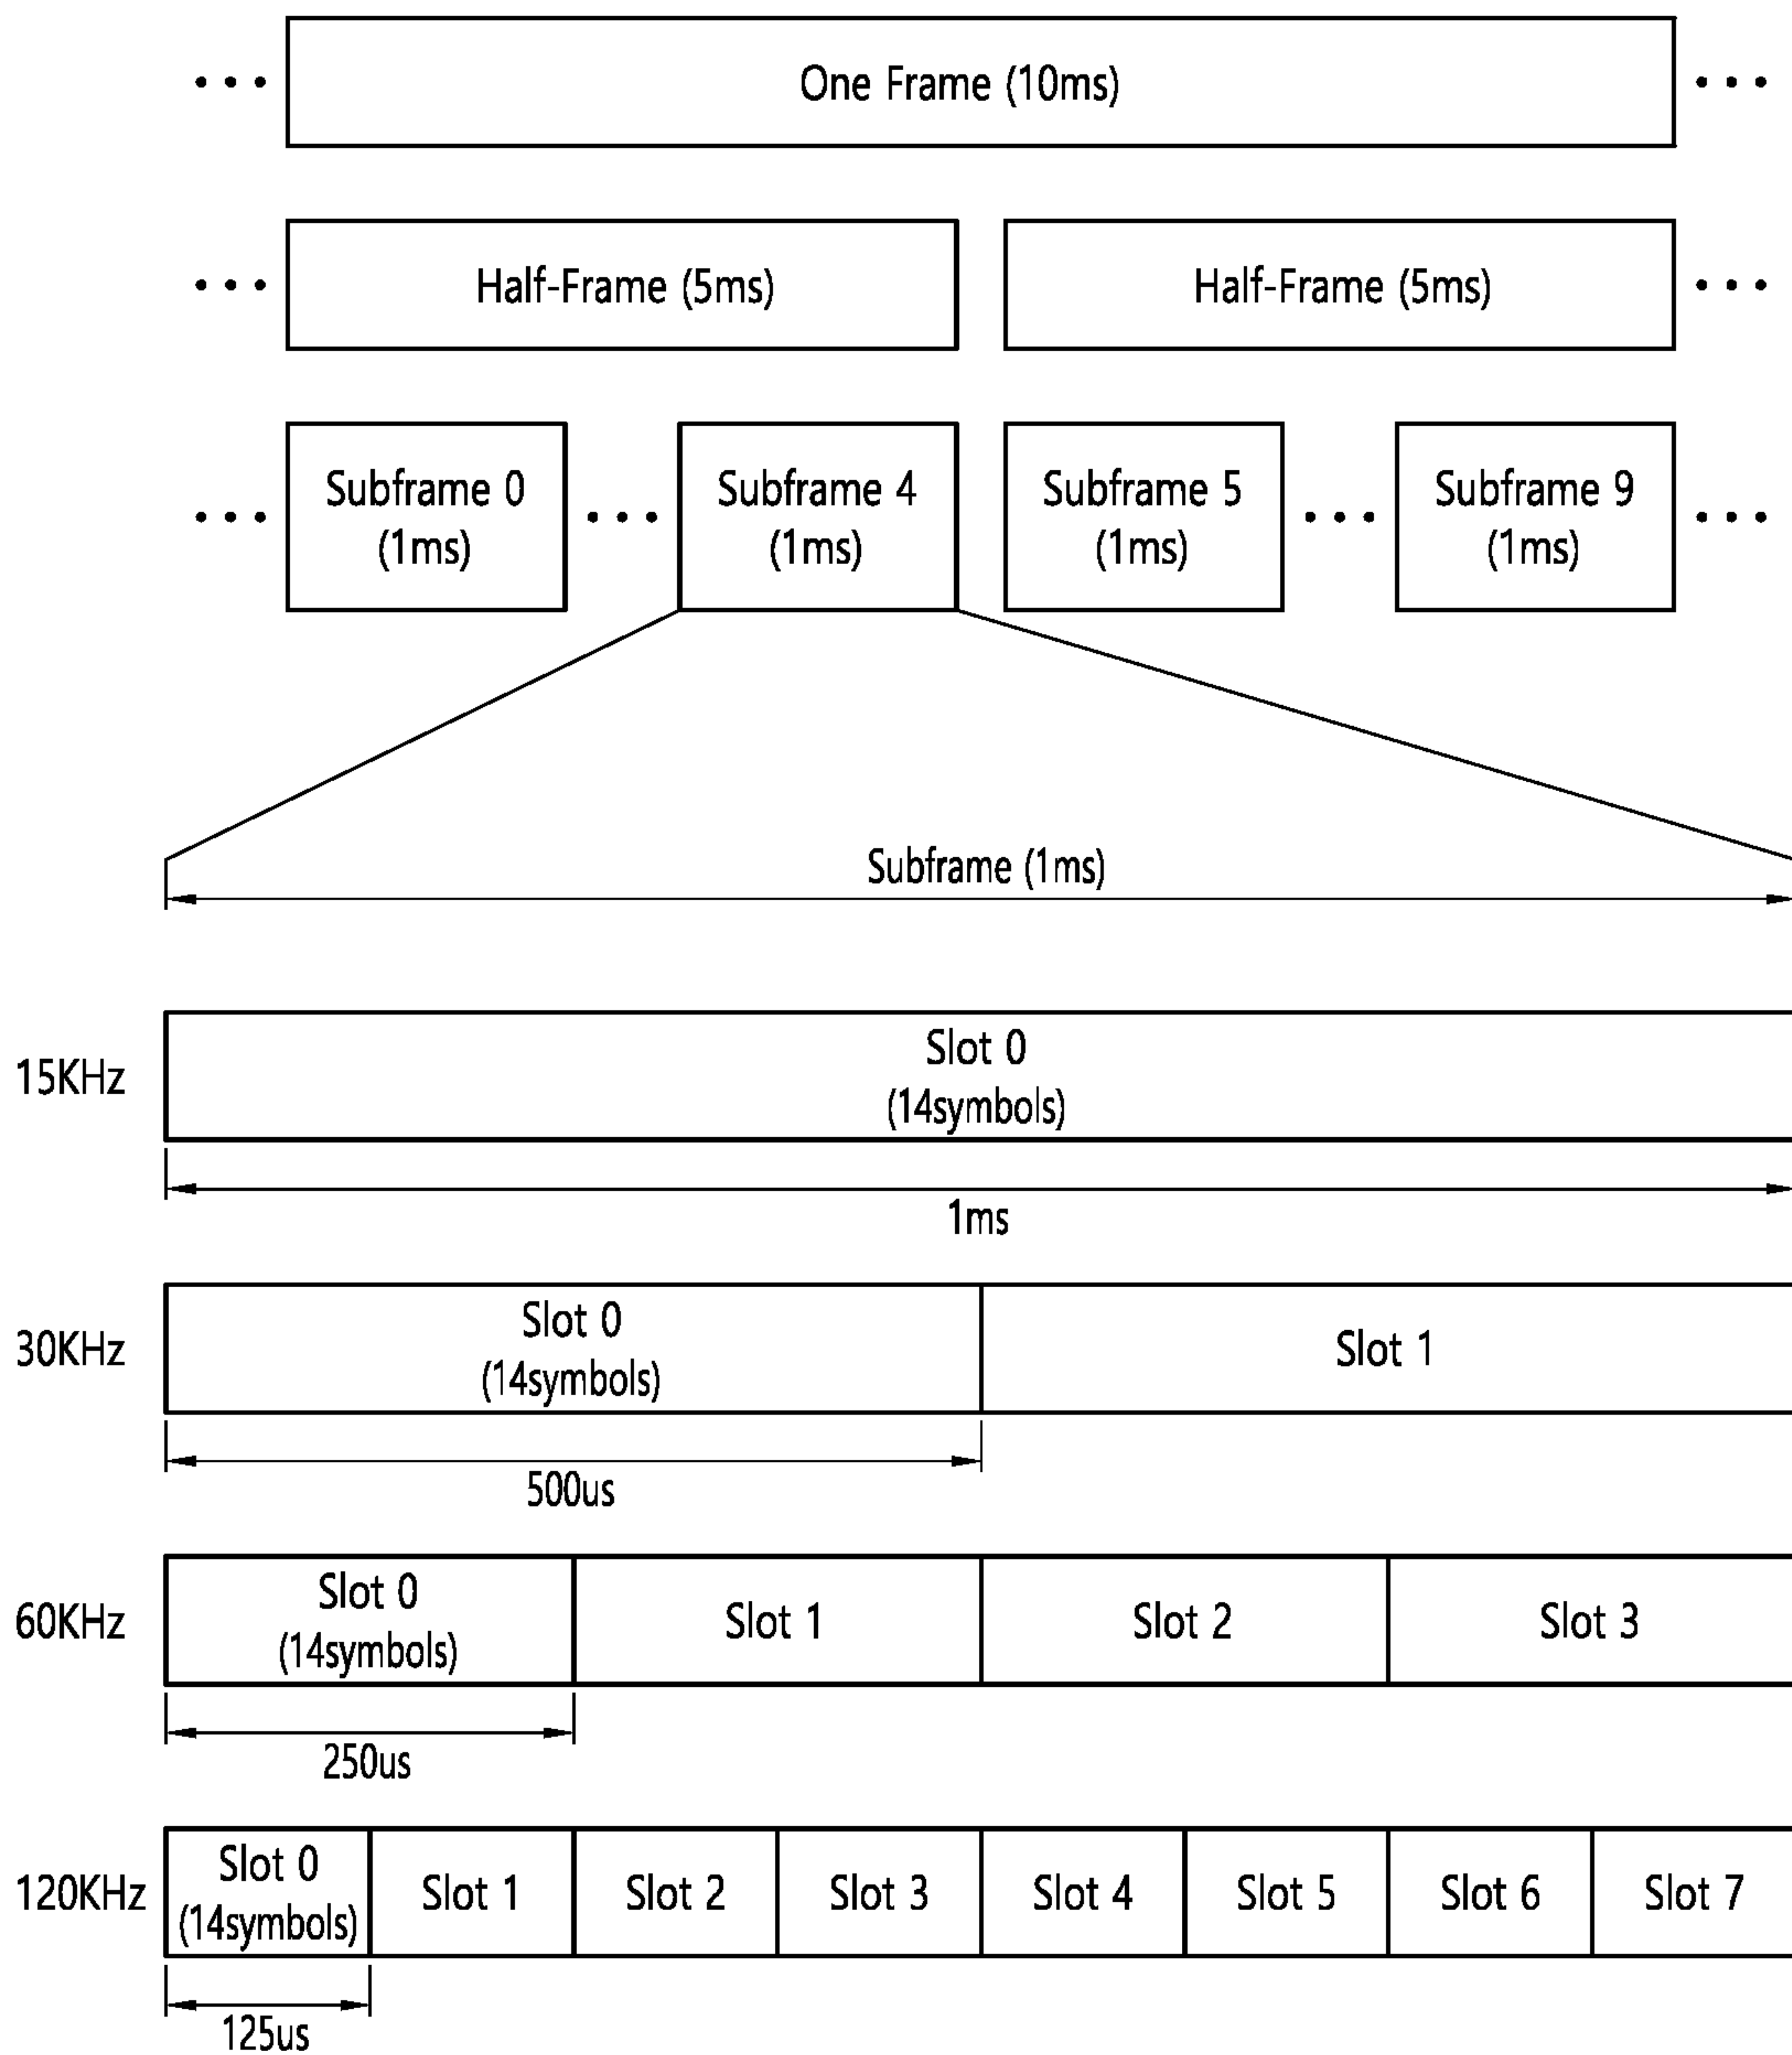 One Frame (10ms)
Half-Frame (5ms)
Half-Frame (5ms)
Subframe 0
(1ms)
Subframe 4
(1ms)
Subframe 5
(1ms)
Subframe 9
(1ms)
Subframe (1ms)
15KHz
Slot 0
(14symbols)
1ms
30KHz
Slot 0
(14symbols)
Slot 1
500us
60KHz
Slot 0
(14symbols)
Slot 1
Slot 2
Slot 3
250us
120KHz
Slot 0
(14symbols)
Slot 1
Slot 2
Slot 3
Slot 4
Slot 5
Slot 6
Slot 7
125us